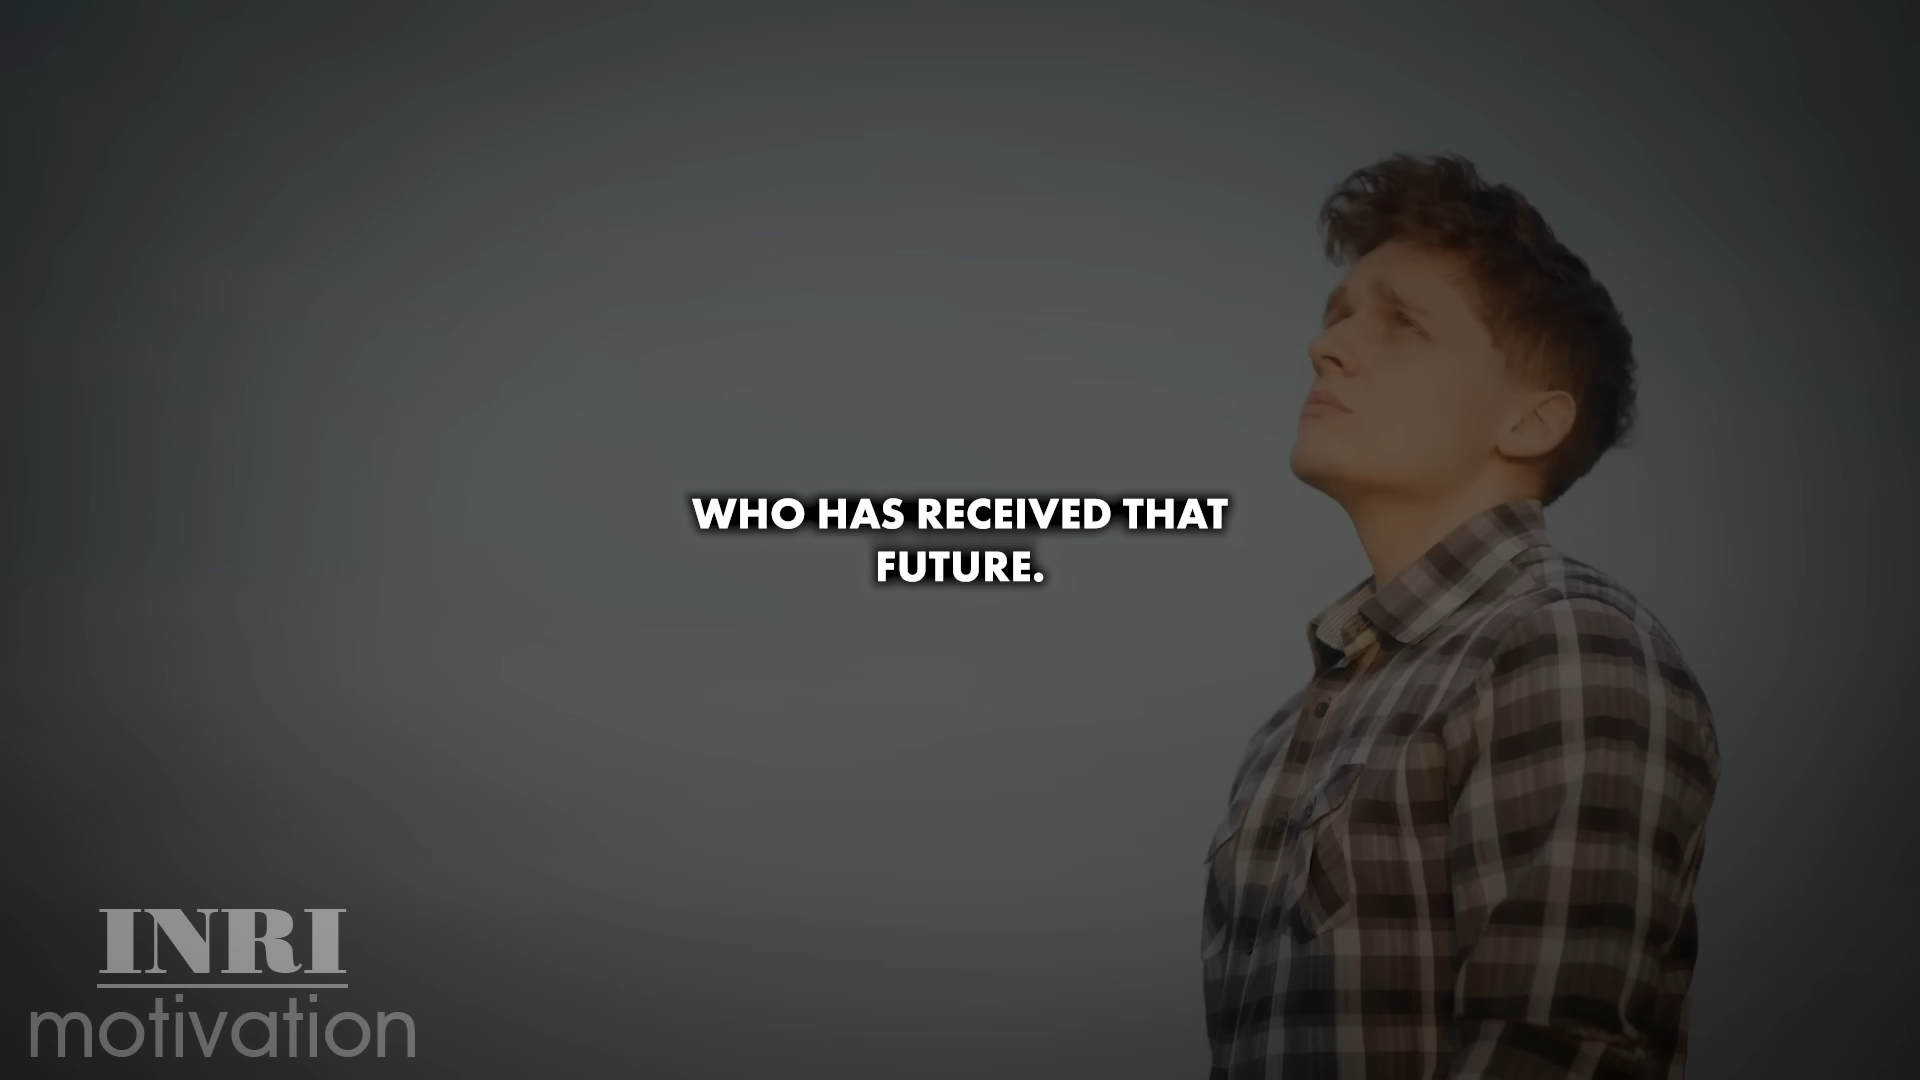 WHO HAS RECEIVED THAT
FUTURE.
INRI
motivation